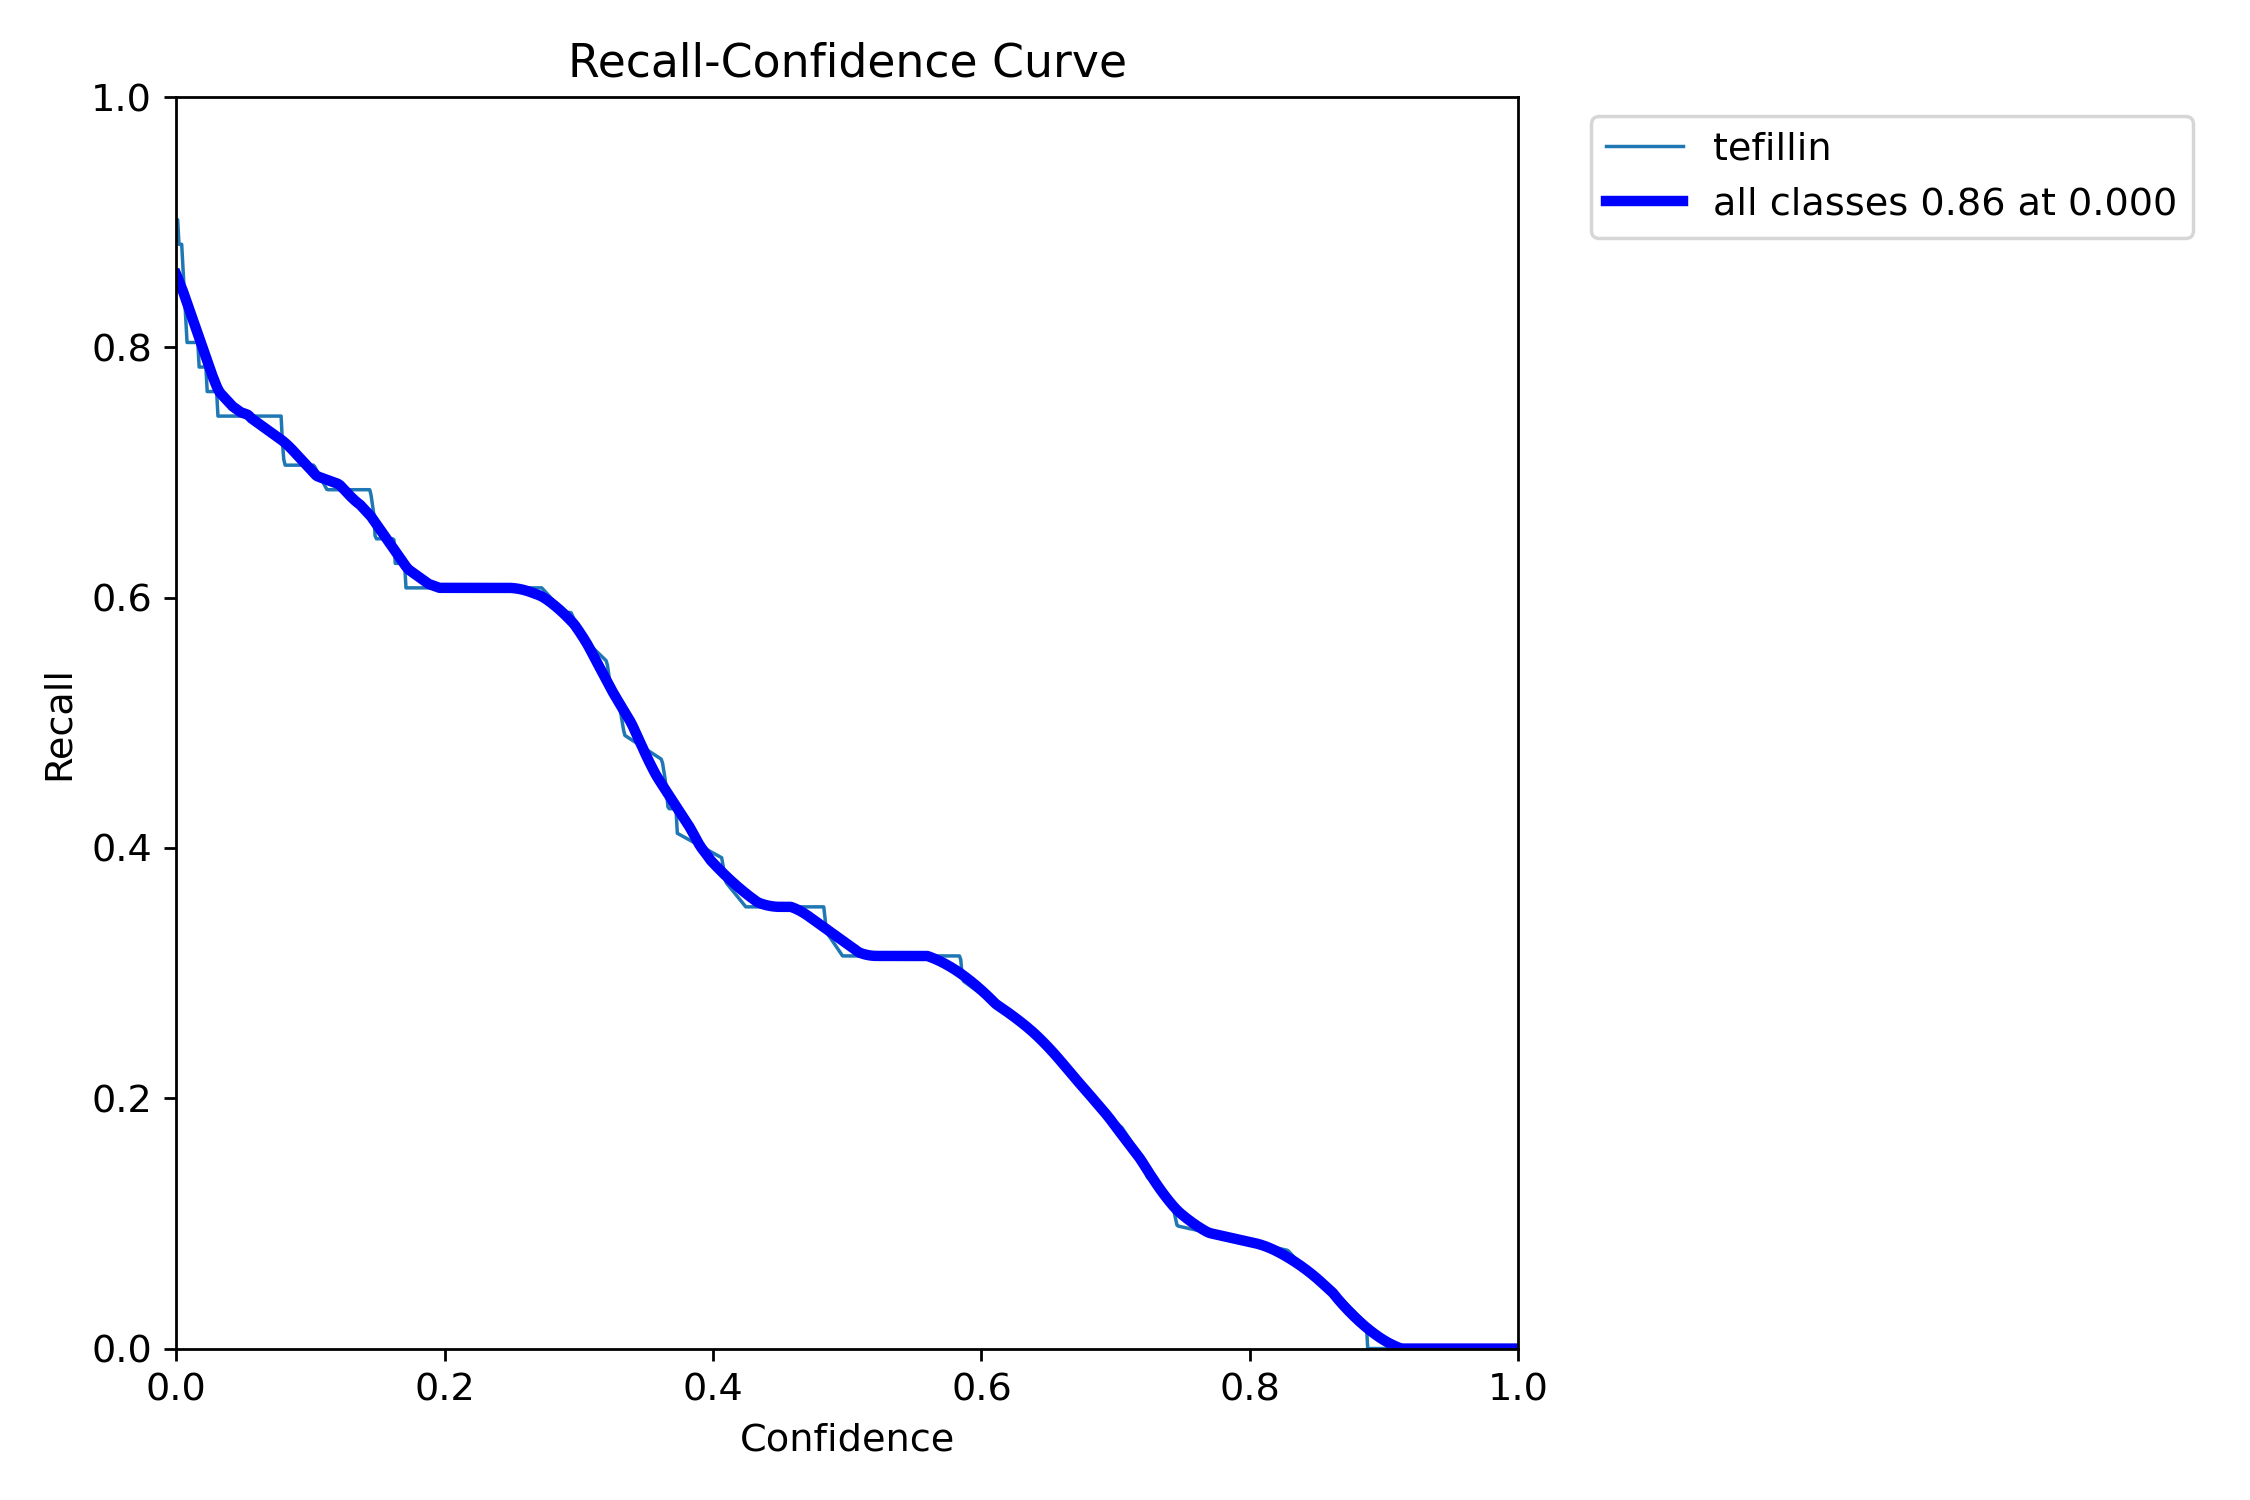 Recall-Confidence Curve
tefillin
all classes 0.86 at 0.000
1.0
0.8
0.6
0.4
0.2
0.0
Recall
0.0 0.2 0.4 0.6 0.8 1.0
Confidence